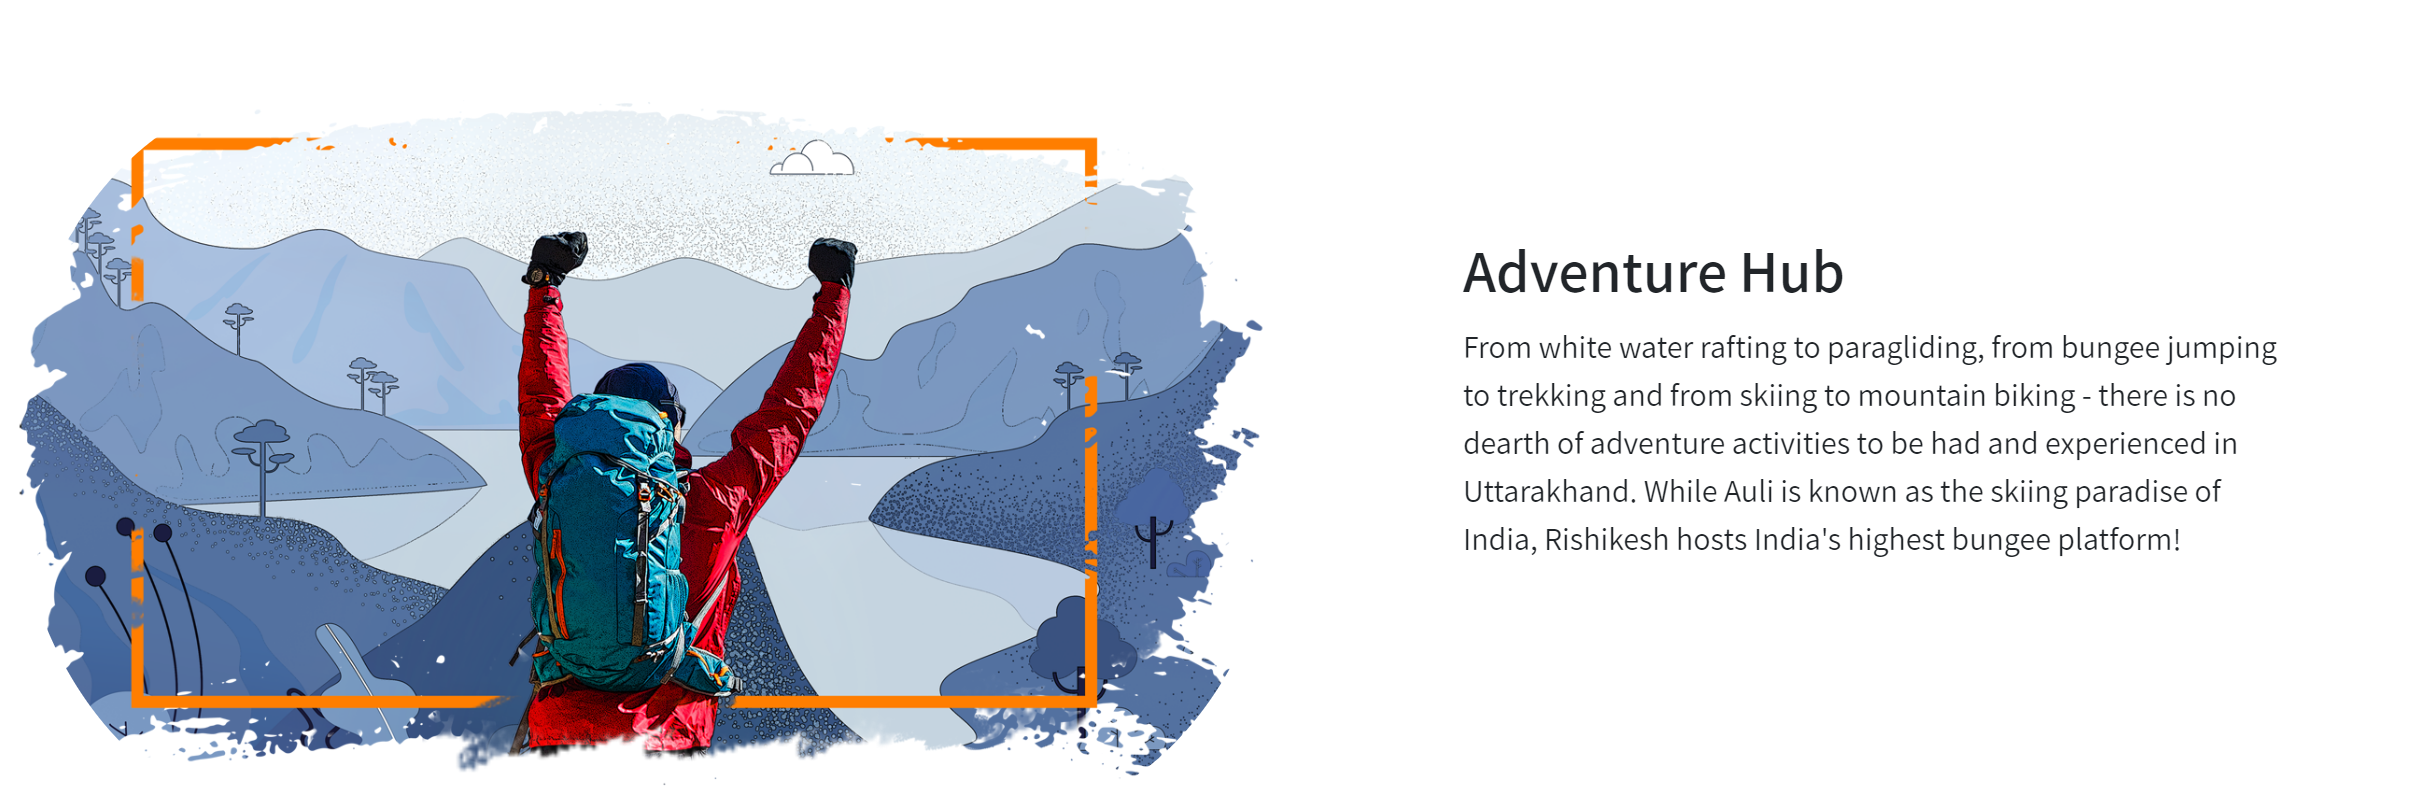 Adventure Hub
From white water rafting to paragliding, from bungee jumping
to trekking and from skiing to mountain biking - there is no
dearth of adventure activities to be had and experienced in
Uttarakhand. While Auli is known as the skiing paradise of
India, Rishikesh hosts India's highest bungee platform!